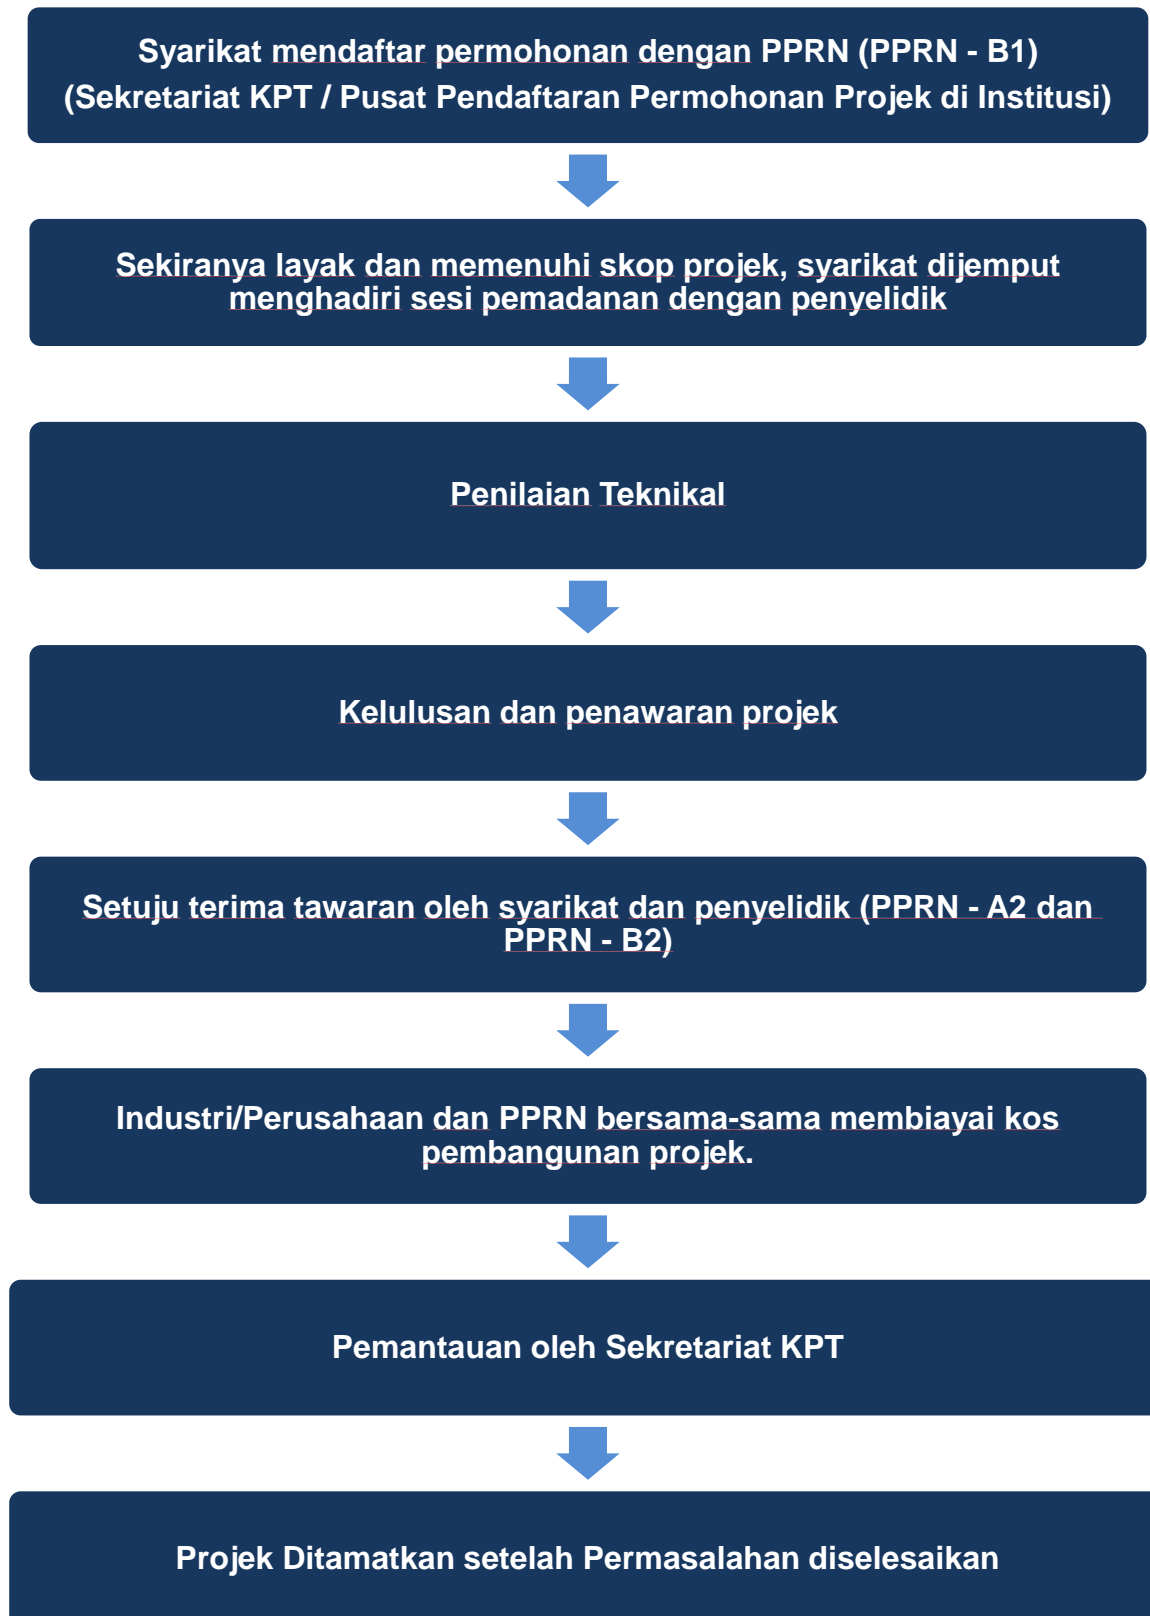 Syarikat mendaftar permohonan dengan PPRN (PPRN - B1)
(Sekretariat KPT / Pusat Pendaftaran Permohonan Projek di Institusi)
Sekiranya layak dan memenuhi skop projek, syarikat dijemput
menghadiri sesi pemadanan dengan penyelidik
Penilaian Teknikal
Kelulusan dan penawaran projek
Setuju terima tawaran oleh syarikat dan penyelidik (PPRN - A2 dan
PPRN - B2)
Industri/Perusahaan dan PPRN bersama-sama membiayai kos
pembangunan projek.
Pemantauan oleh Sekretariat KPT
Projek Ditamatkan setelah Permasalahan diselesaikan